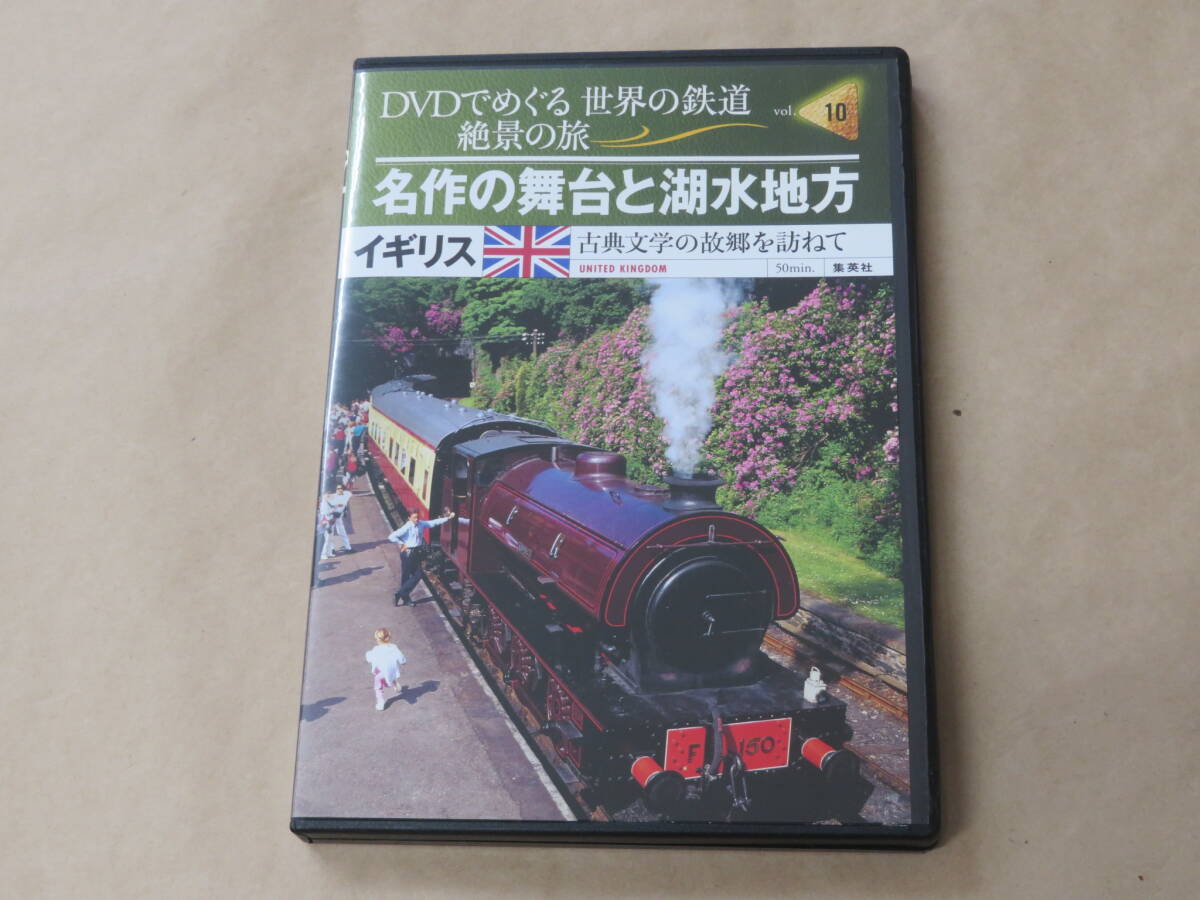 DVDでめぐる 世界の鉄道 vol. 10
絶景の旅
名作の舞台と湖水地方
イギリス 古典文学の故郷を訪ねて
UNITED KINGDOM 50min. 集英社
F 150